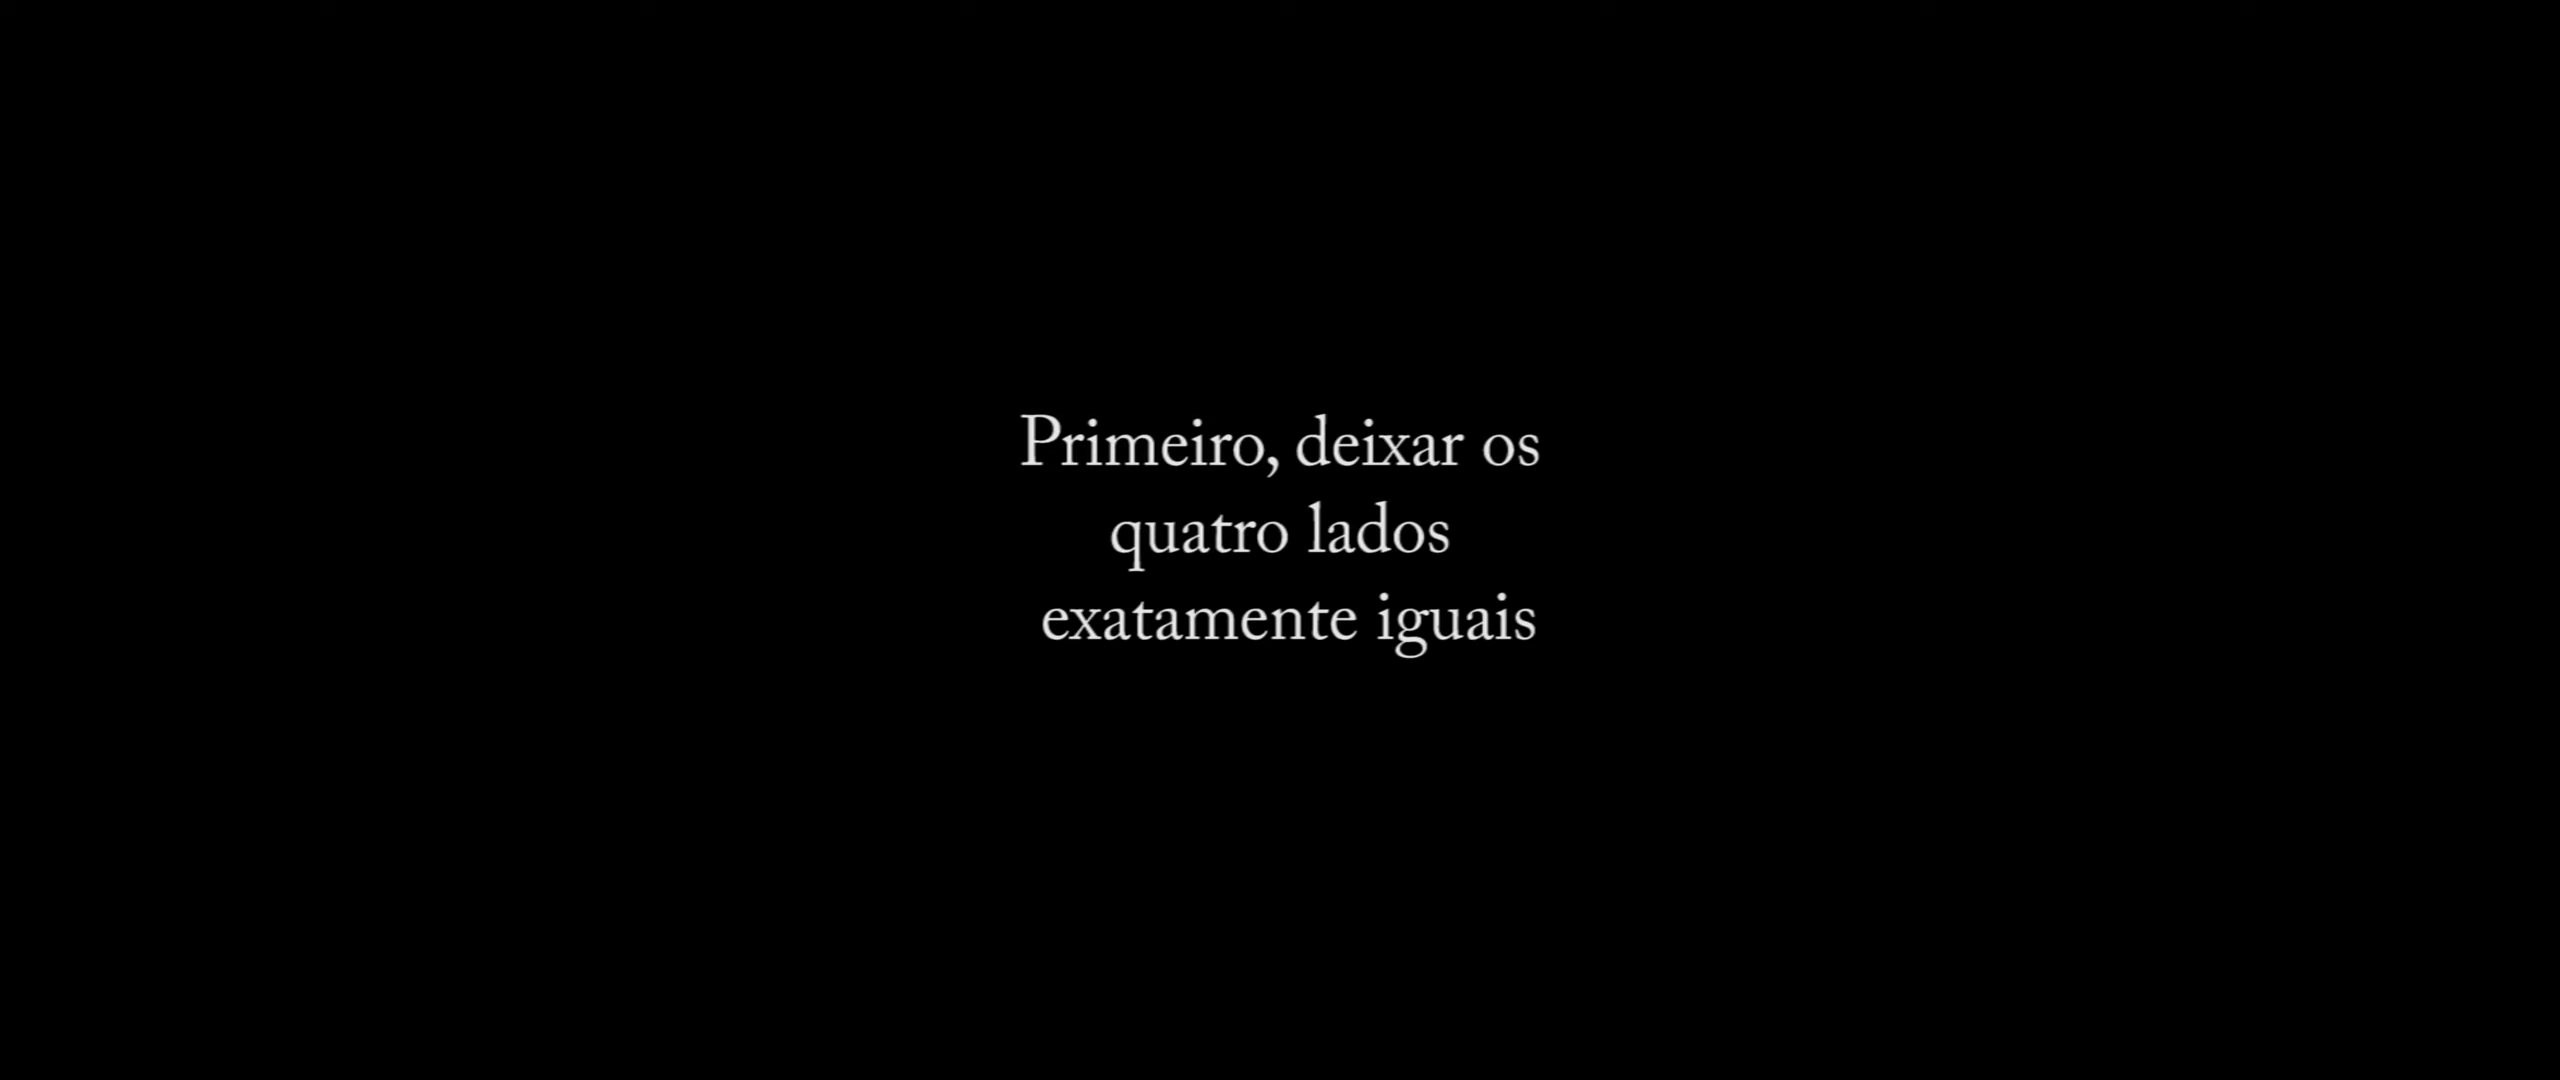 Primeiro, deixar os
quatro lados
exatamente iguais